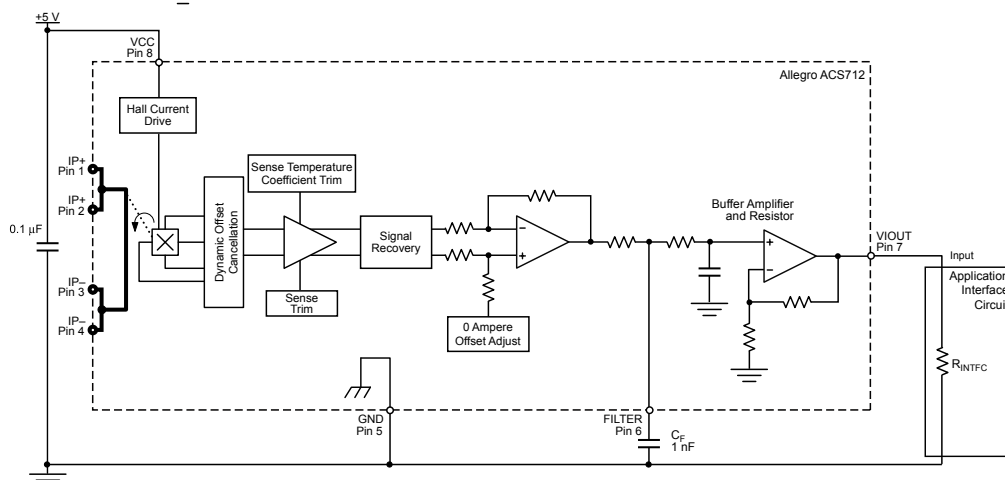 +5 V
VCC
Pin 8
Allegro ACS712
Hall Current
Drive
IP+
Pin 1
IP+
Pin 2
0.1 μF
IP–
Pin 3
IP–
Pin 4
Dynamic Offset
Cancellation
Sense Temperature
Coefficient Trim
Sense
Trim
Signal
Recovery
0 Ampere
Offset Adjust
Buffer Amplifier
and Resistor
VIOUT
Pin 7
Input
Application
Interface
Circui
RINTFC
GND
Pin 5
FILTER
Pin 6
CF
1 nF